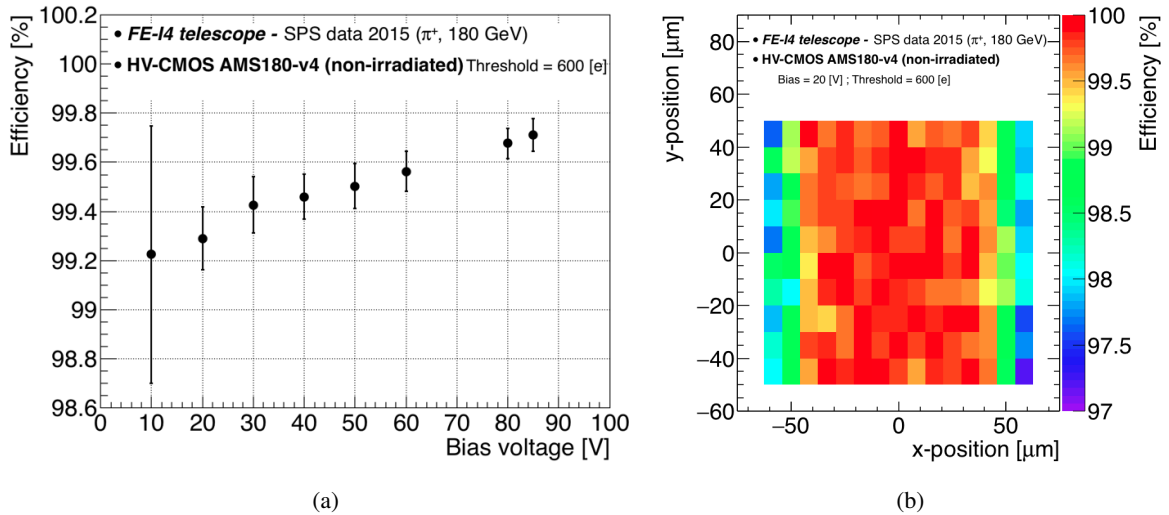 • FE-I4 telescope - SPS data 2015 (π⁺, 180 GeV)
• HV-CMOS AMS180-v4 (non-irradiated) Threshold = 600 [e]
Efficiency [%]
100.2
100
99.8
99.6
99.4
99.2
99
98.8
98.6
0 10 20 30 40 50 60 70 80 90 100
Bias voltage [V]
(a)
• FE-I4 telescope - SPS data 2015 (π⁺, 180 GeV)
• HV-CMOS AMS180-v4 (non-irradiated)
Bias = 20 [V] ; Threshold = 600 [e]
y-position [μm]
80
60
40
20
0
−20
−40
−60
−50 0 50
x-position [μm]
Efficiency [%]
100
99.5
99
98.5
98
97.5
97
(b)